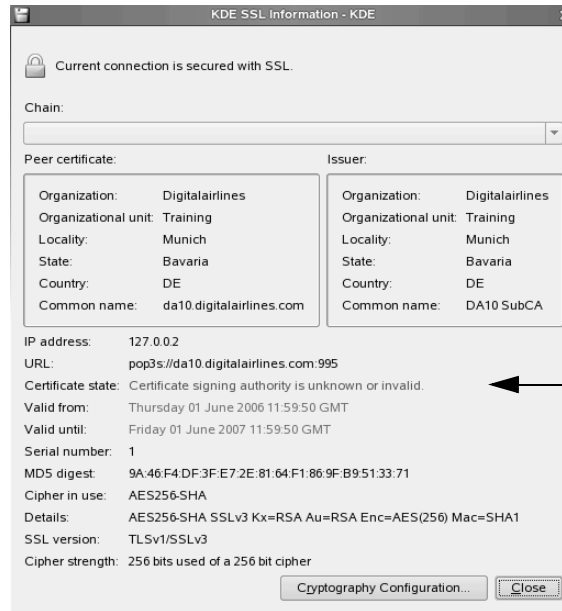 KDE SSL Information - KDE
Current connection is secured with SSL.
Chain:
Peer certificate:
Organization: Digitalairlines
Organizational unit: Training
Locality: Munich
State: Bavaria
Country: DE
Common name: da10.digitalairlines.com
Issuer:
Organization: Digitalairlines
Organizational unit: Training
Locality: Munich
State: Bavaria
Country: DE
Common name: DA10 SubCA
IP address: 127.0.0.2
URL: pop3s://da10.digitalairlines.com:995
Certificate state: Certificate signing authority is unknown or invalid.
Valid from: Thursday 01 June 2006 11:59:50 GMT
Valid until: Friday 01 June 2007 11:59:50 GMT
Serial number: 1
MD5 digest: 9A:46:F4:DF:3F:E7:2E:81:64:F1:86:9F:B9:51:33:71
Cipher in use: AES256-SHA
Details: AES256-SHA SSLv3 Kx=RSA Au=RSA Enc=AES(256) Mac=SHA1
SSL version: TLSv1/SSLv3
Cipher strength: 256 bits used of a 256 bit cipher
Cryptography Configuration... Close